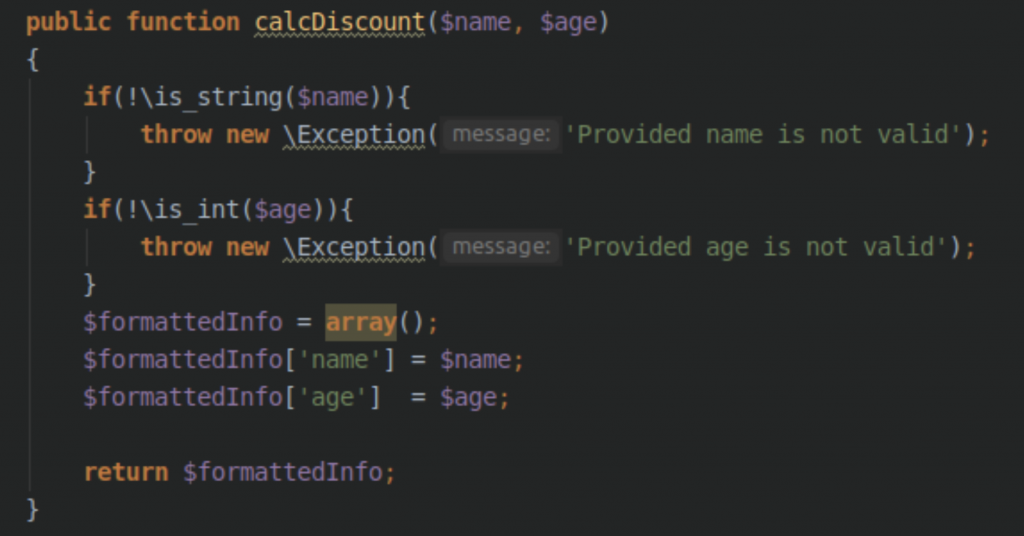 public function calcDiscount($name, $age)
{
if(!\is_string($name)){
throw new \Exception( message: 'Provided name is not valid');
}
if(!\is_int($age)){
throw new \Exception( message: 'Provided age is not valid');
}
$formattedInfo = array();
$formattedInfo['name'] = $name;
$formattedInfo['age']  = $age;
return $formattedInfo;
}